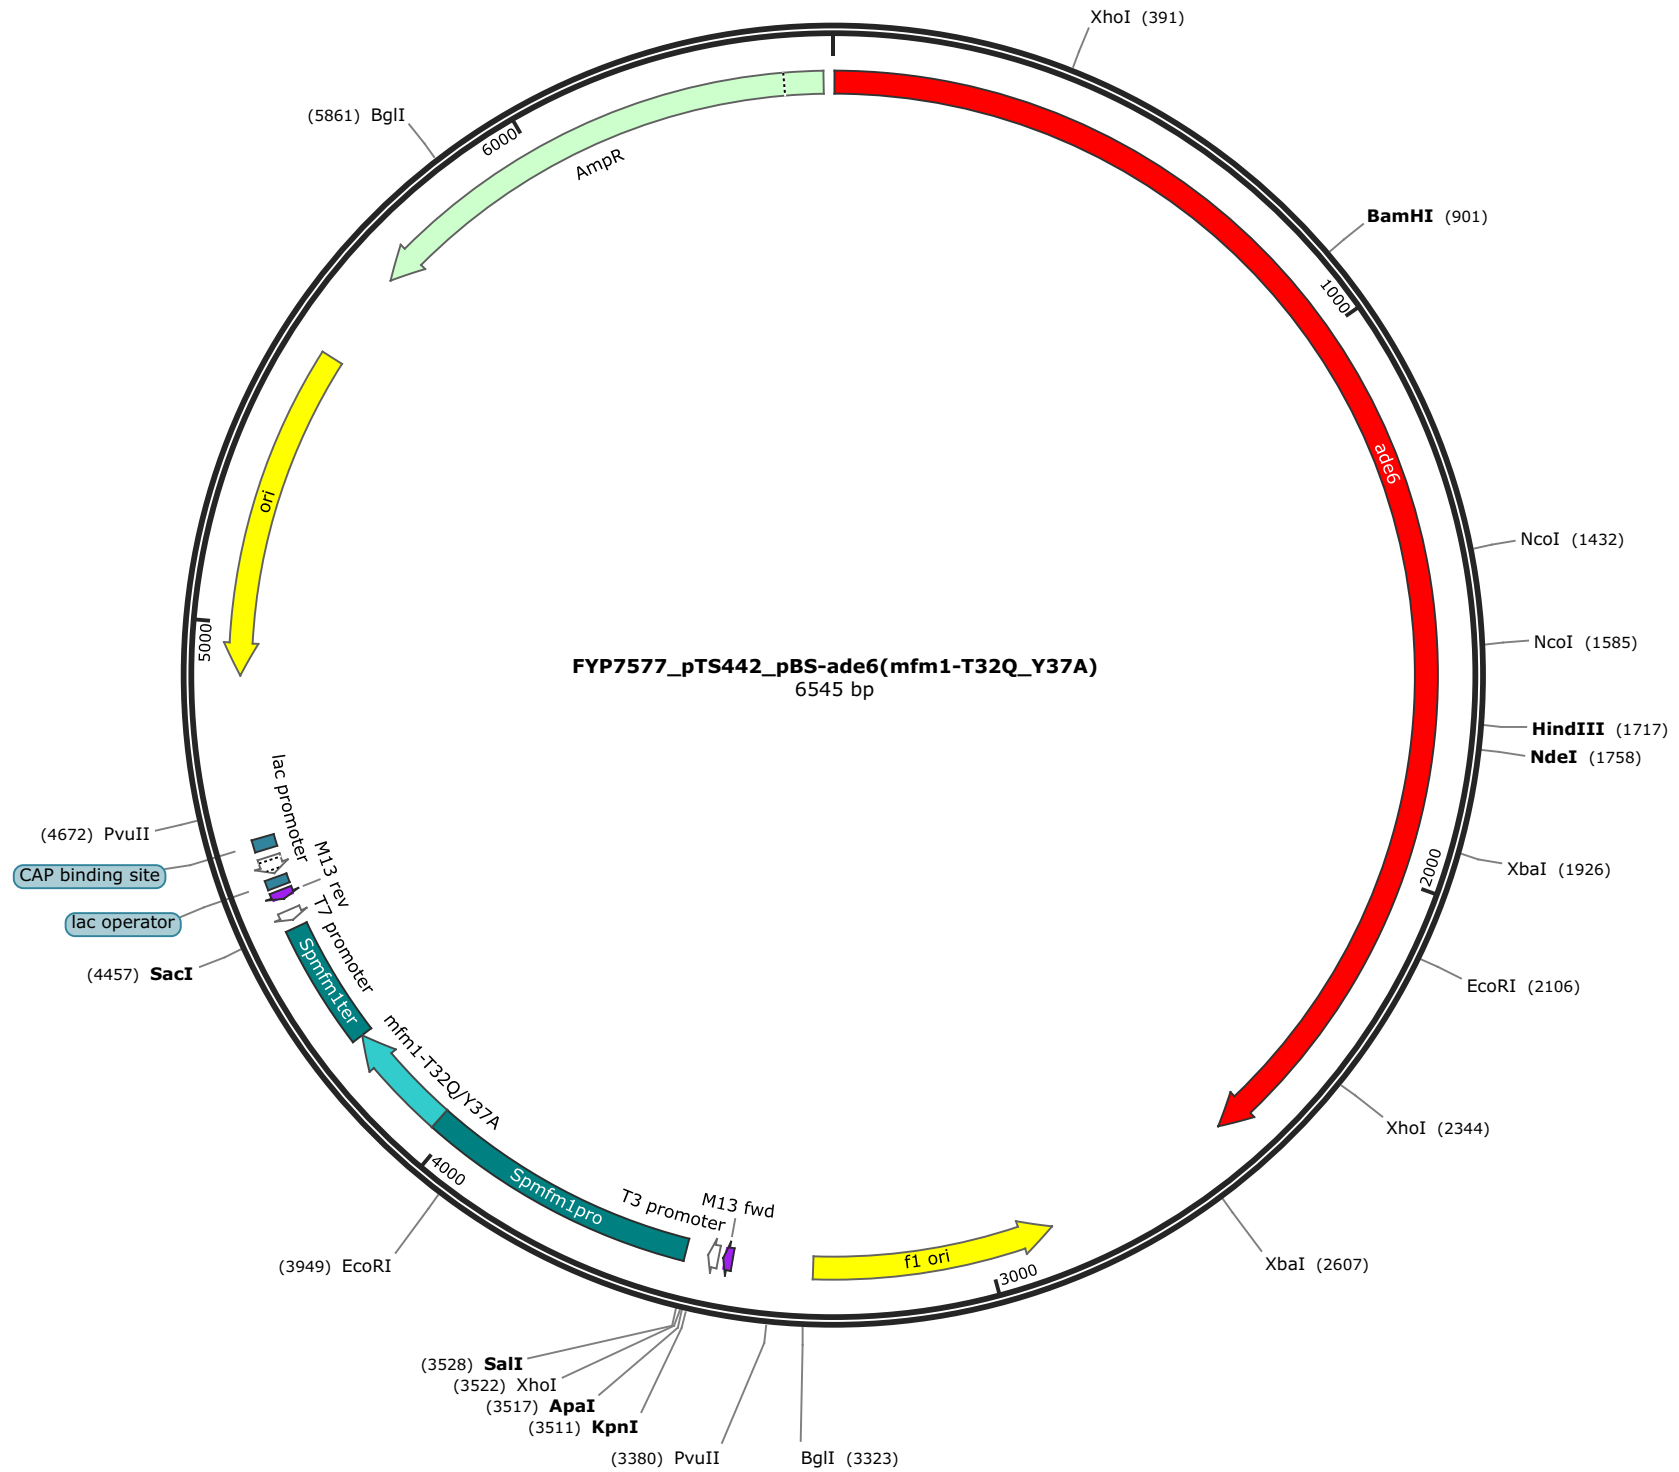 XhoI (391)
(5861) BglI
6000
AmpR
BamHI (901)
1000
ade6
ori
NcoI (1432)
5000
NcoI (1585)
FYP7577_pTS442_pBS-ade6(mfm1-T32Q_Y37A)
6545 bp
HindIII (1717)
NdeI (1758)
lac promoter
(4672) PvuII
M13 rev
CAP binding site
XbaI (1926)
2000
T7 promoter
lac operator
(4457) SacI
Spmfm1ter
EcoRI (2106)
mfm1-T32Q/Y37A
XhoI (2344)
4000
Spmfm1pro
T3 promoter
M13 fwd
f1 ori
3000
(3949) EcoRI
XbaI (2607)
(3528) SalI
(3522) XhoI
(3517) ApaI
(3511) KpnI
(3380) PvuII
BglI (3323)